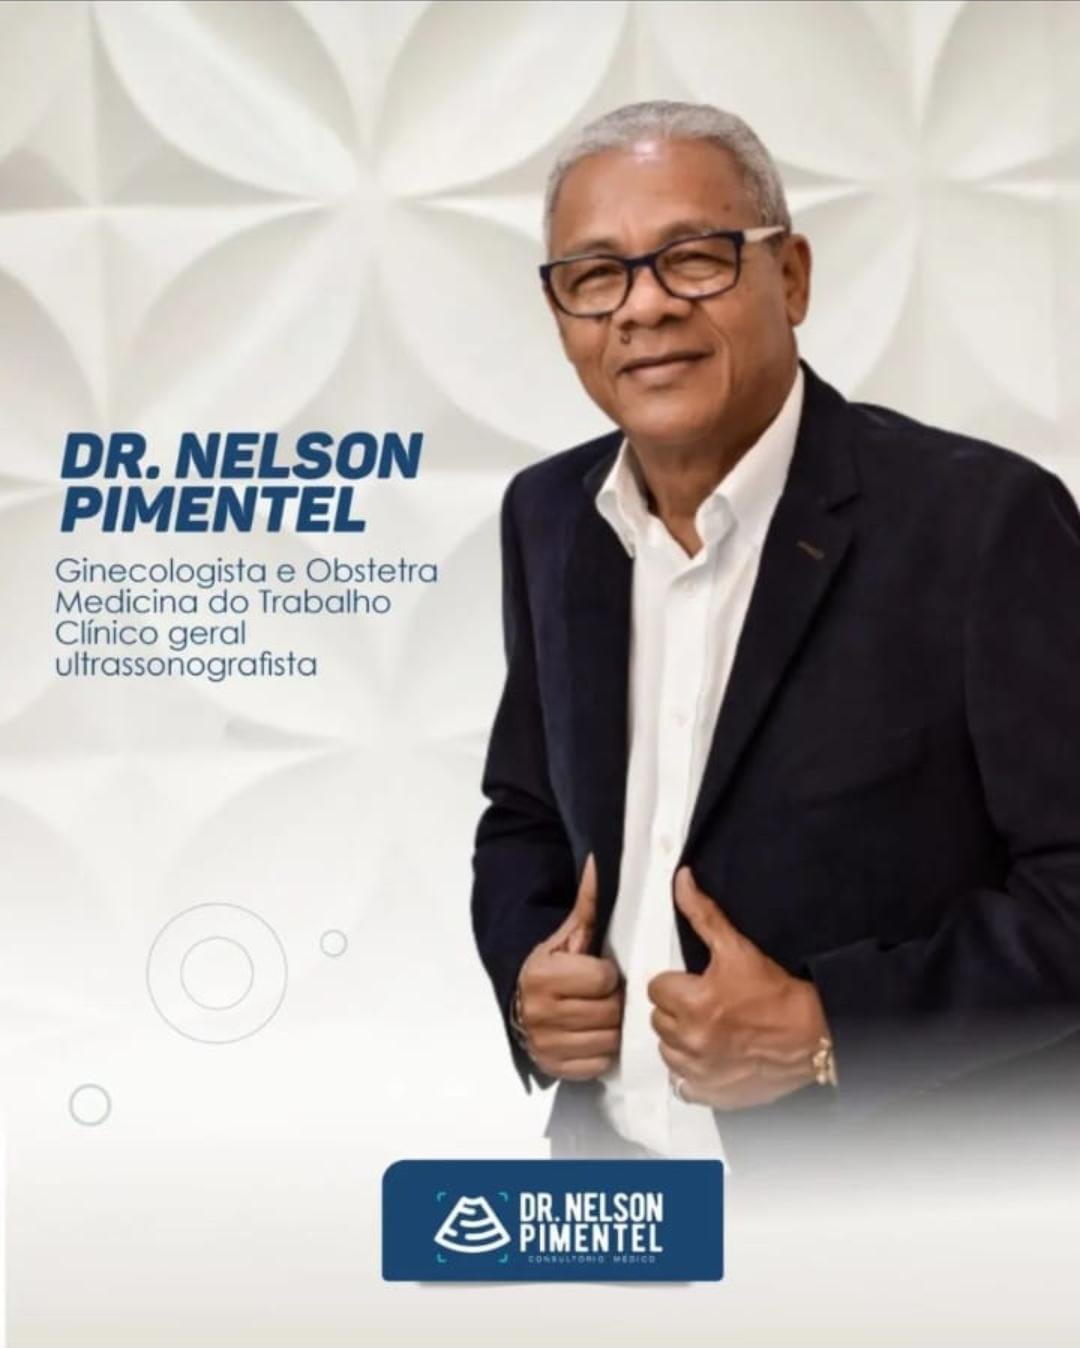 DR. NELSON
PIMENTEL
Ginecologista e Obstetra
Medicina do Trabalho
Clínico geral
ultrassonografista
DR. NELSON
PIMENTEL
CONSULTÓRIO MÉDICO